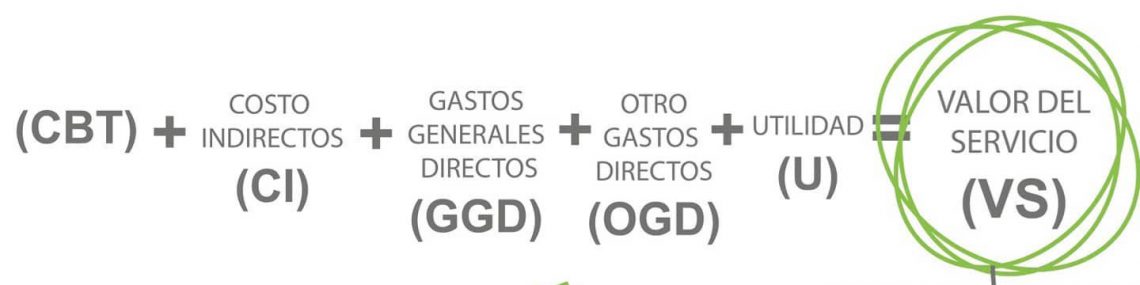 (CBT) + COSTO INDIRECTOS (CI) + GASTOS GENERALES DIRECTOS (GGD) + OTRO GASTOS DIRECTOS (OGD) + UTILIDAD (U) = VALOR DEL SERVICIO (VS)